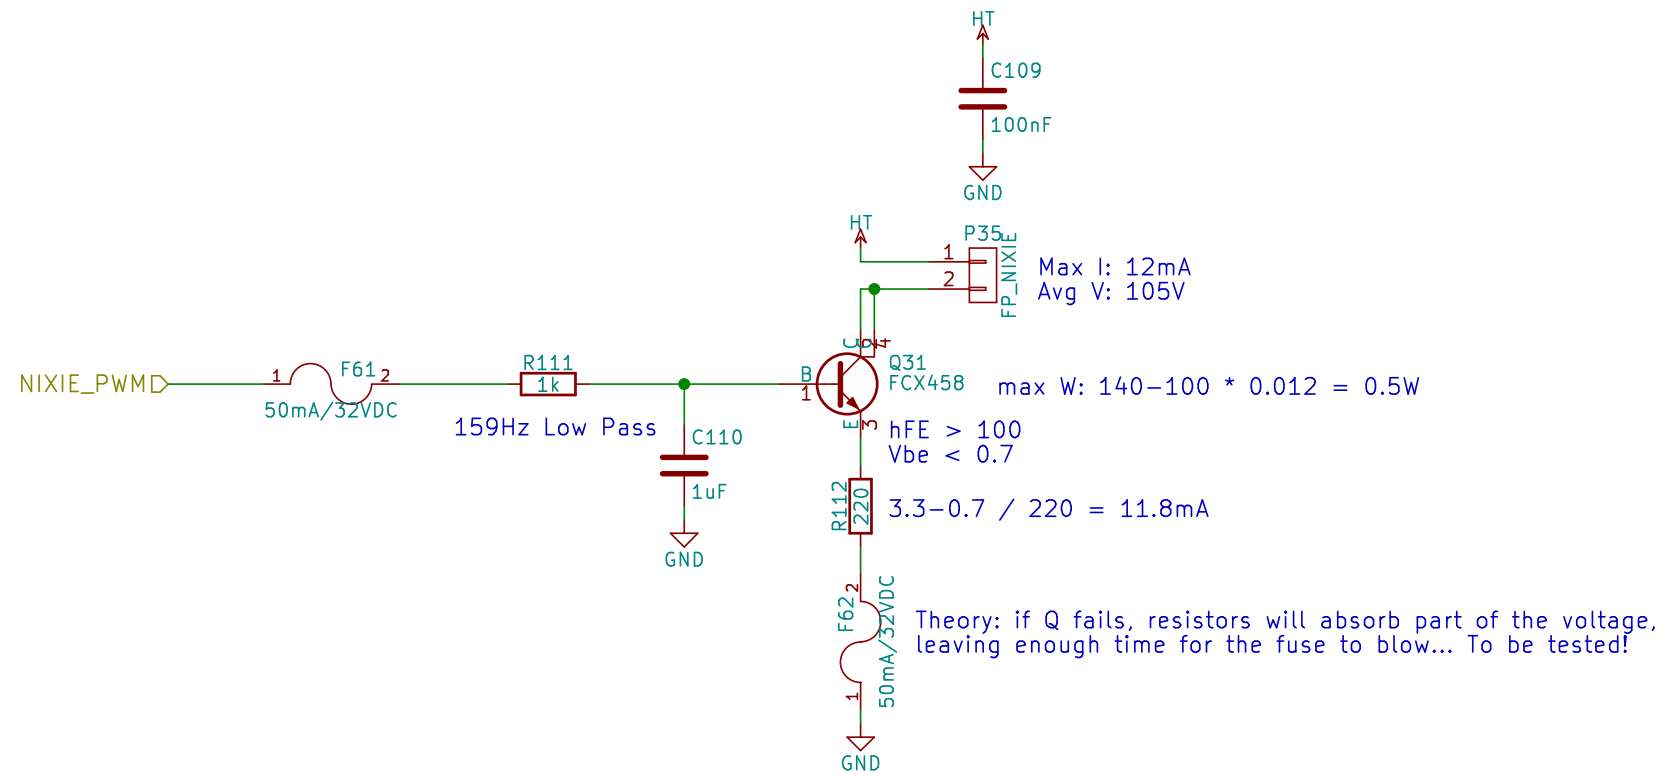 HT
C109
100nF
GND
HT
P35
1
2
FP_NIXIE
Max I: 12mA
Avg V: 105V
NIXIE_PWM
1
F61
2
50mA/32VDC
R111
1k
159Hz Low Pass
C110
1uF
GND
B
1
C
4
Q31
FCX458
max W: 140-100 * 0.012 = 0.5W
E
3
hFE > 100
Vbe < 0.7
R112
220
3.3-0.7 / 220 = 11.8mA
2
F62
50mA/32VDC
1
GND
Theory: if Q fails, resistors will absorb part of the voltage,
leaving enough time for the fuse to blow... To be tested!